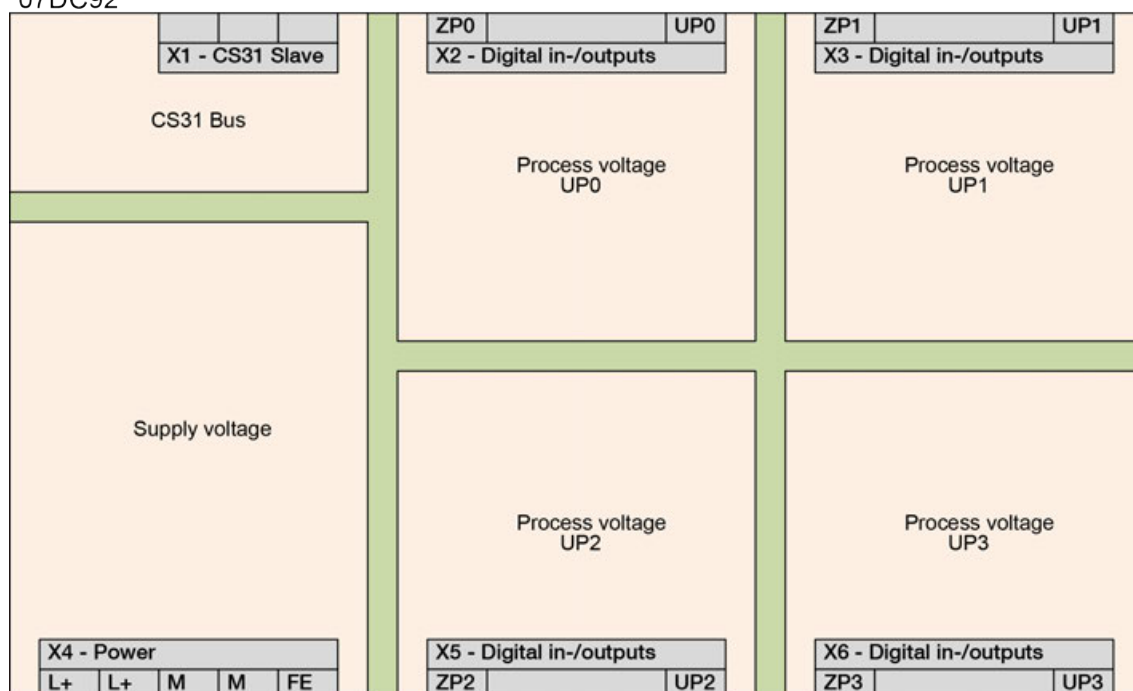 07DC92
ZP0 UP0 ZP1 UP1
X1 - CS31 Slave X2 - Digital in-/outputs X3 - Digital in-/outputs
CS31 Bus
Process voltage
UP0
Process voltage
UP1
Supply voltage
Process voltage
UP2
Process voltage
UP3
X4 - Power X5 - Digital in-/outputs X6 - Digital in-/outputs
L+ L+ M M FE ZP2 UP2 ZP3 UP3